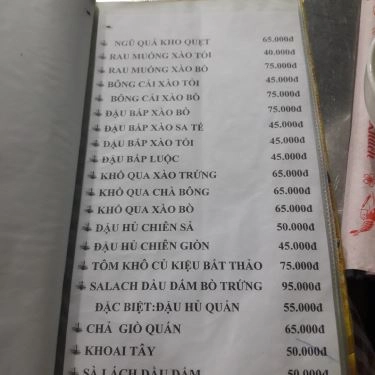 NGŨ QUẢ KHO QUẸT 65.000đ
RAU MUỐNG XÀO TỎI 40.000đ
RAU MUỐNG XÀO BÒ 75.000đ
BÔNG CẢI XÀO TỎI 45.000đ
BÔNG CẢI XÀO BÒ 75.000đ
ĐẬU BẮP XÀO BÒ 75.000đ
ĐẬU BẮP XÀO SA TẾ 45.000đ
ĐẬU BẮP XÀO TỎI 45.000đ
ĐẬU BẮP LUỘC 45.000đ
KHỔ QUA XÀO TRỨNG 65.000đ
KHỔ QUA CHÀ BÔNG 65.000đ
KHỔ QUA XÀO BÒ 65.000đ
ĐẬU HỦ CHIÊN SẢ 50.000đ
ĐẬU HỦ CHIÊN GIÒN 45.000đ
TÔM KHÔ CỦ KIỆU BẮT THẢO 75.000đ
SALACH DẦU DẤM BÒ TRỨNG 95.000đ
ĐẶC BIỆT:ĐẬU HỦ QUÁN 55.000đ
CHẢ GIÒ QUÁN 65.000đ
KHOAI TÂY 50.000đ
SÀ LÁCH DẦU DẤM 50.000đ